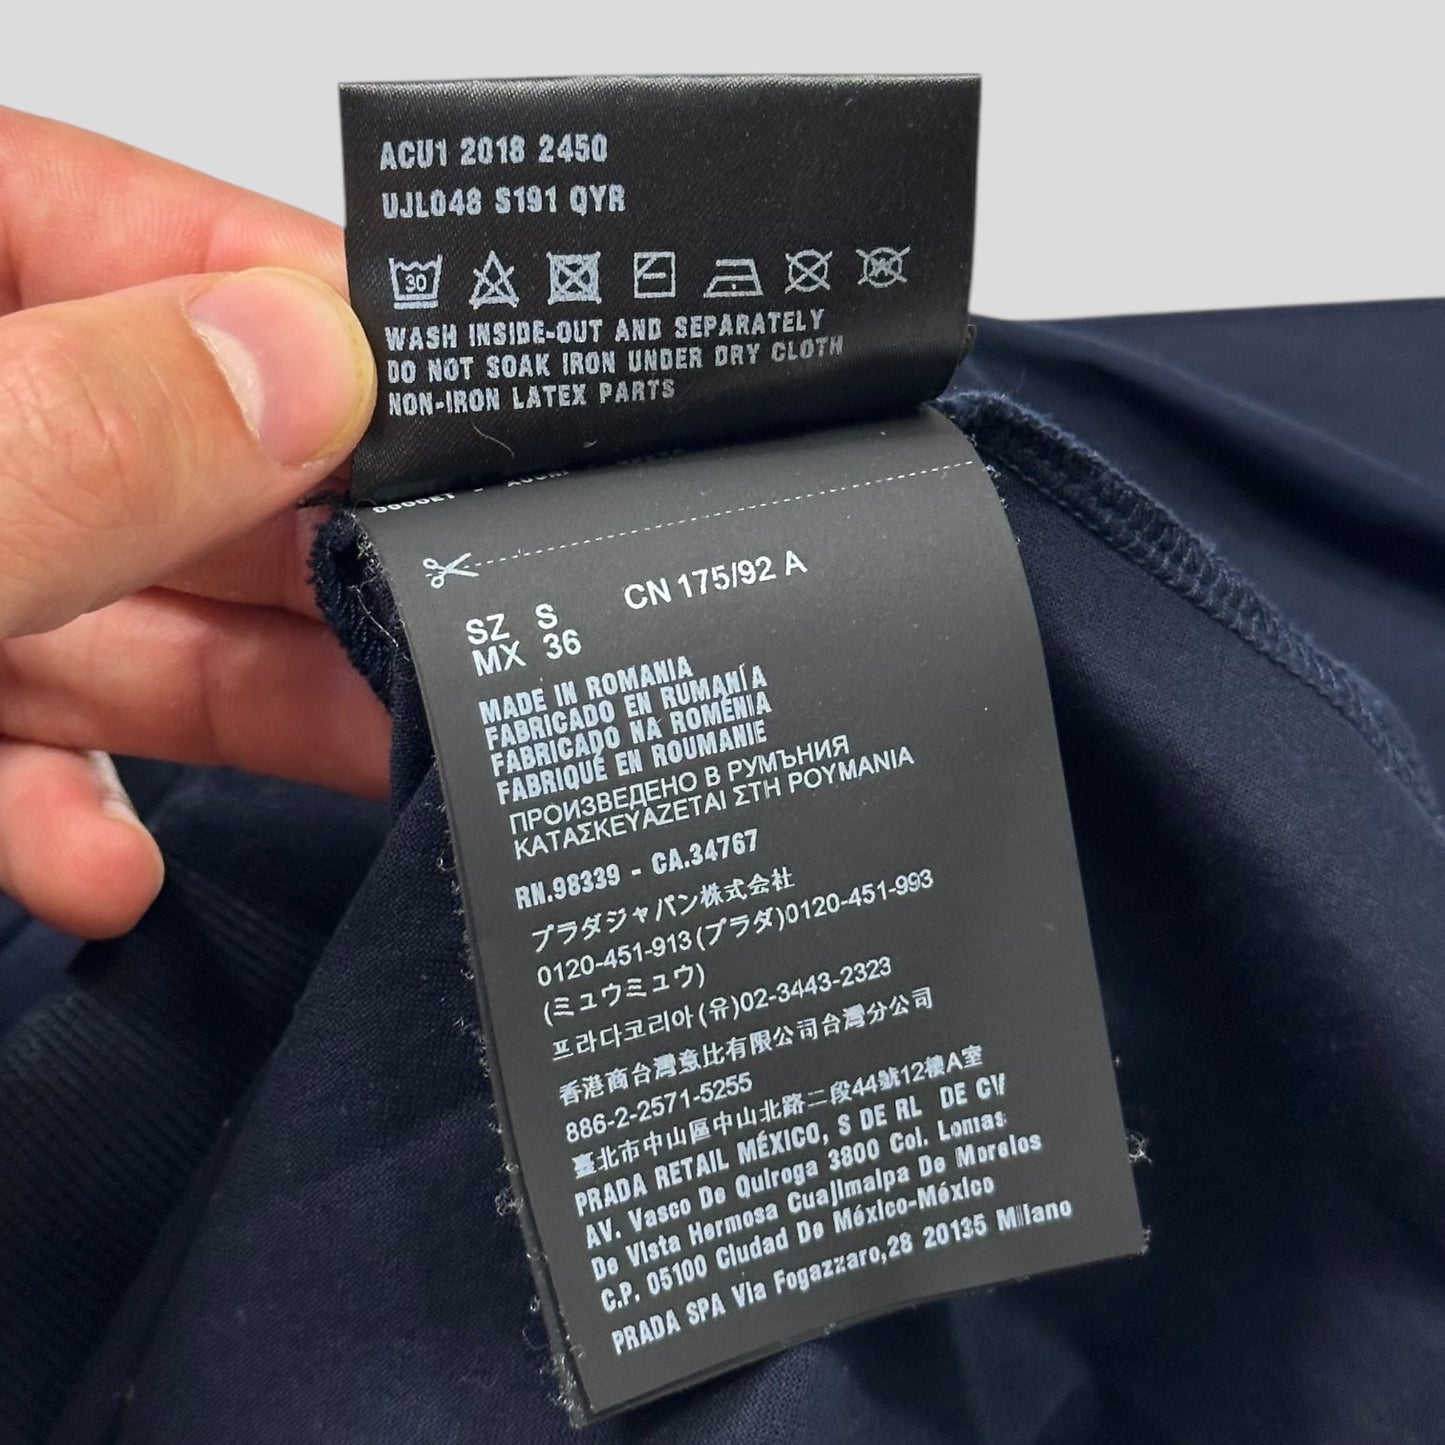 ACU1 2018 2450
UJL048 S191 QYR
30
WASH INSIDE-OUT AND SEPARATELY
DO NOT SOAK IRON UNDER DRY CLOTH
NON-IRON LATEX PARTS
CN 175/92 A
SZ S
MX 36
MADE IN ROMANIA
FABRICADO EN RUMANÍA
FABRICADO NA ROMÉNIA
FABRIQUÉ EN ROUMANIE
ПРОИЗВЕДЕНО В РУМЪНИЯ
ΚΑΤΑΣΚΕΥΑΖΕΤΑΙ ΣΤΗ ΡΟΥΜΑΝΙΑ
RN.98339 - CA.34767
プラダジャパン株式会社
0120-451-913(プラダ)0120-451-993
(ミュウミュウ)
프라다코리아(유)02-3443-2323
香港商台灣意比有限公司台灣分公司
886-2-2571-5255
臺北市中山區中山北路二段44號12樓A室
PRADA RETAIL MÉXICO, S DE RL DE CV
AV. Vasco De Quiroga 3800 Col. Lomas
De Vista Hermosa Cuajimalpa De Morelos
C.P. 05100 Ciudad De México-México
PRADA SPA Via Fogazzaro,28 20135 Milano